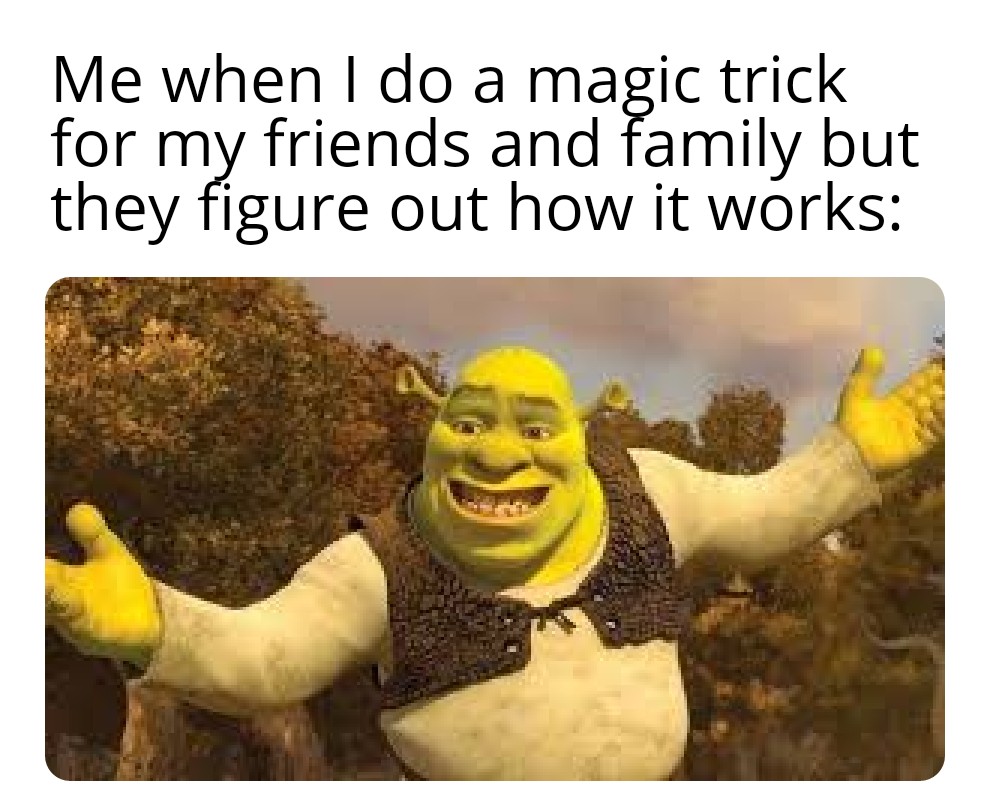 Me when I do a magic trick
for my friends and family but
they figure out how it works: